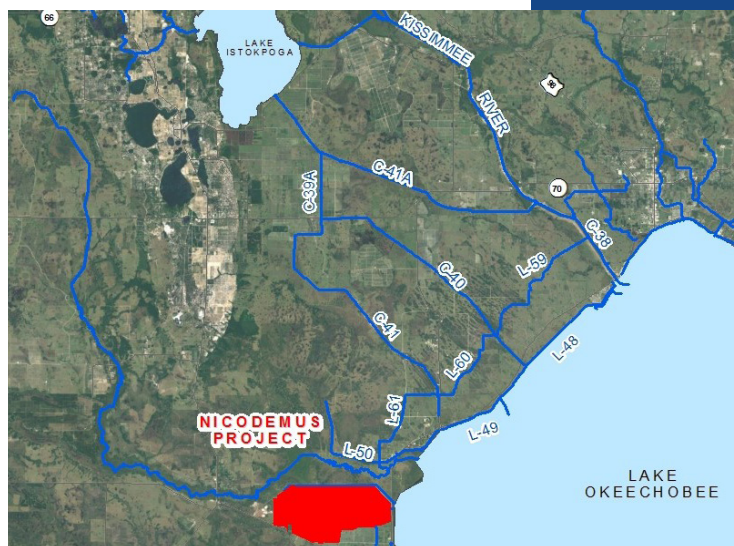 66
LAKE
ISTOKPOGA
KISSIMMEE
RIVER
98
C-41A
70
C-39A
C-38
L-59
C-40
C-41
L-48
L-60
NICODEMUS
PROJECT
L-61
L-49
L-50
LAKE
OKEECHOBEE